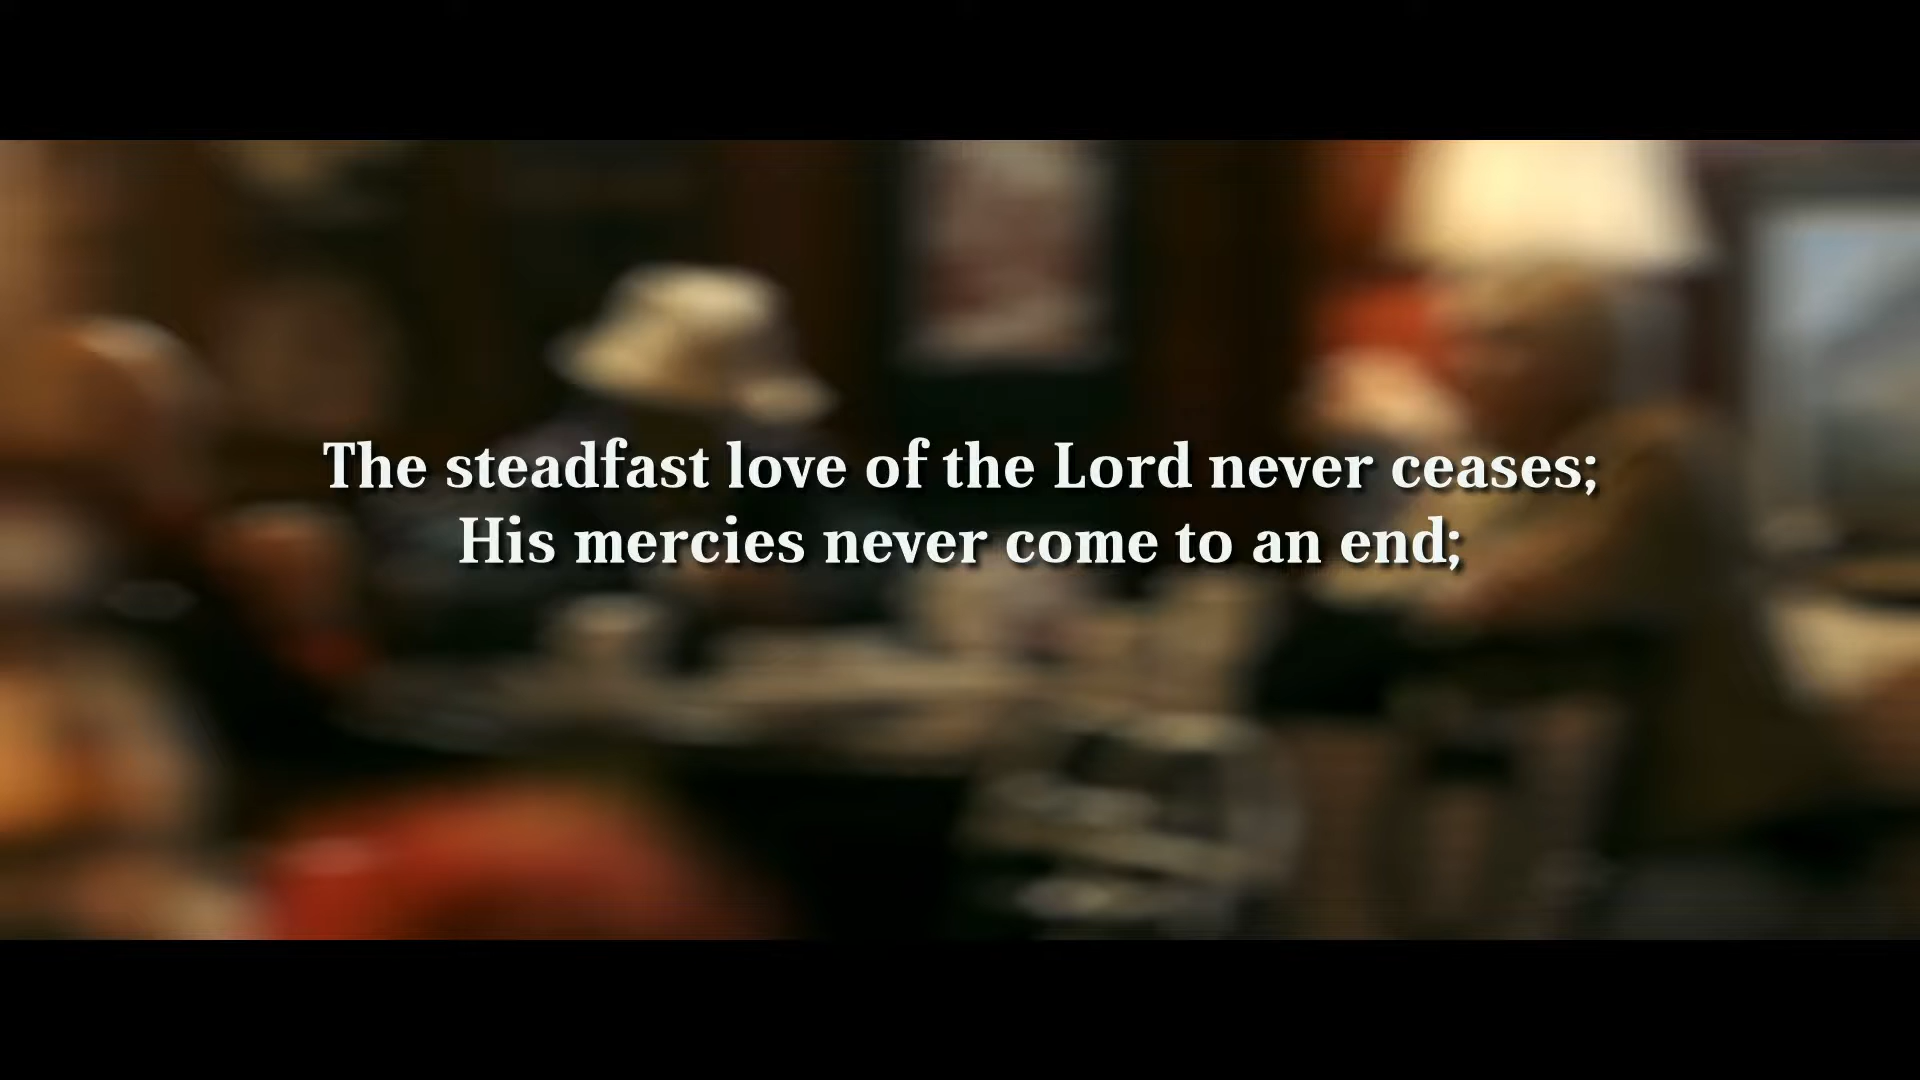 The steadfast love of the Lord never ceases;
His mercies never come to an end;